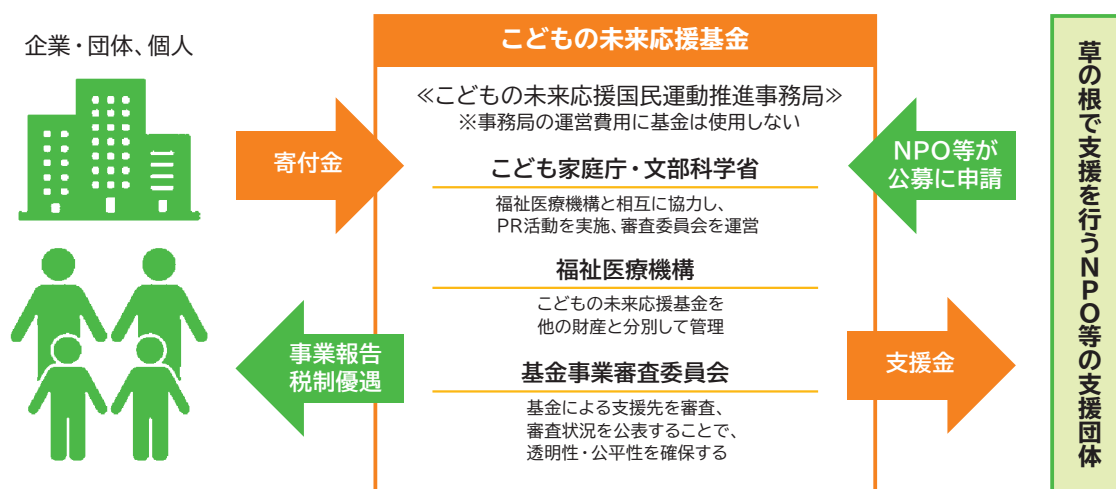 企業・団体、個人
寄付金
事業報告
税制優遇
こどもの未来応援基金
≪こどもの未来応援国民運動推進事務局≫
※事務局の運営費用に基金は使用しない
こども家庭庁・文部科学省
福祉医療機構と相互に協力し、
PR活動を実施、審査委員会を運営
福祉医療機構
こどもの未来応援基金を
他の財産と分別して管理
基金事業審査委員会
基金による支援先を審査、
審査状況を公表することで、
透明性・公平性を確保する
NPO等が
公募に申請
支援金
草の根で支援を行うNPO等の支援団体